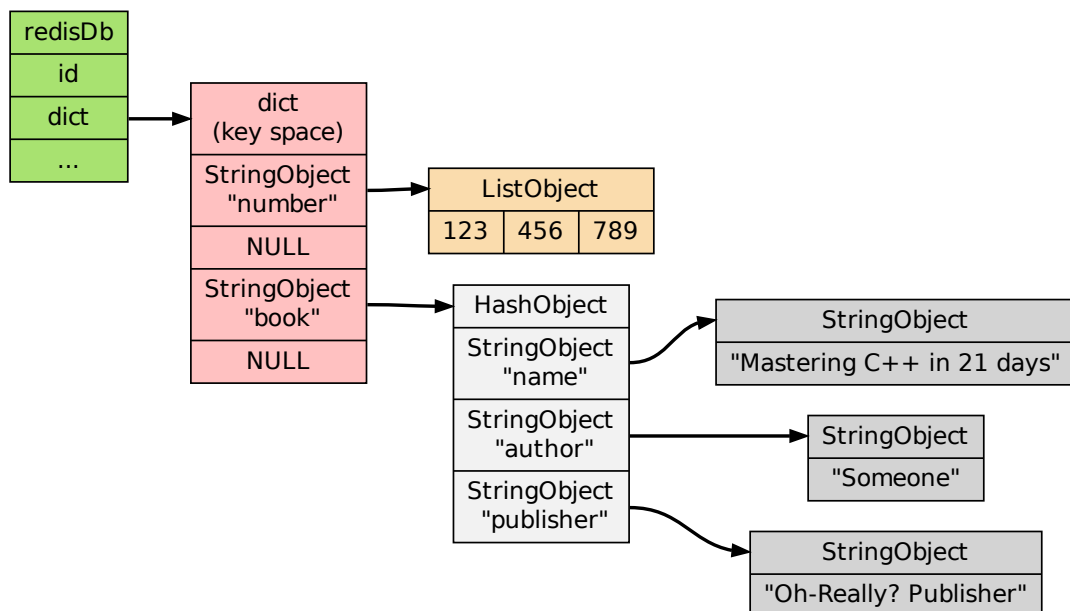 redisDb
id
dict
...
dict
(key space)
StringObject
"number"
NULL
StringObject
"book"
NULL
ListObject
123 456 789
HashObject
StringObject
"name"
StringObject
"author"
StringObject
"publisher"
StringObject
"Mastering C++ in 21 days"
StringObject
"Someone"
StringObject
"Oh-Really? Publisher"